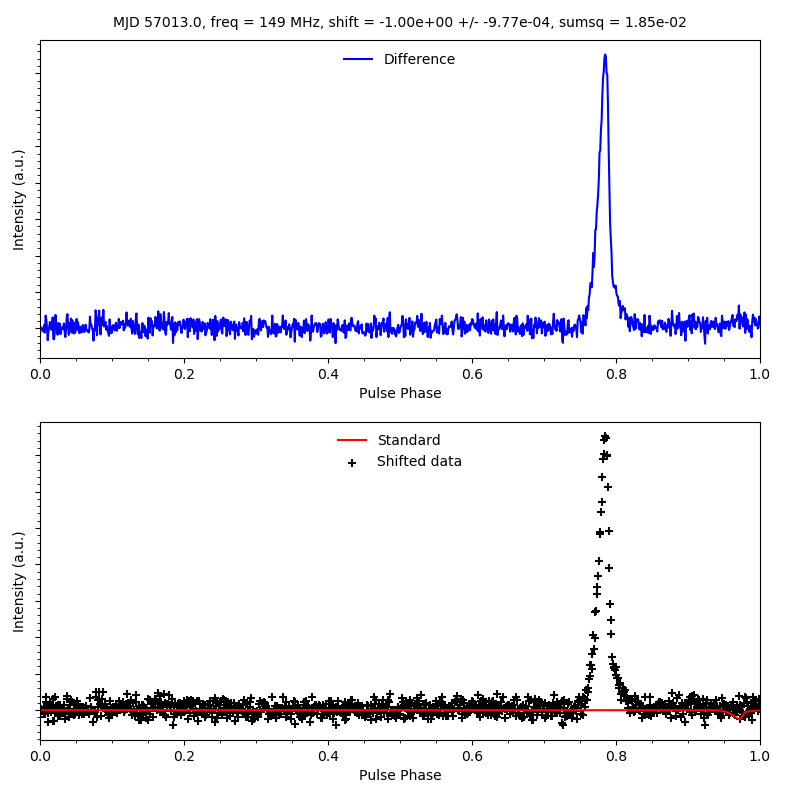 MJD 57013.0, freq = 149 MHz, shift = -1.00e+00 +/- -9.77e-04, sumsq = 1.85e-02
Difference
Intensity (a.u.)
0.0 0.2 0.4 0.6 0.8 1.0
Pulse Phase
Standard
Shifted data
Intensity (a.u.)
0.0 0.2 0.4 0.6 0.8 1.0
Pulse Phase